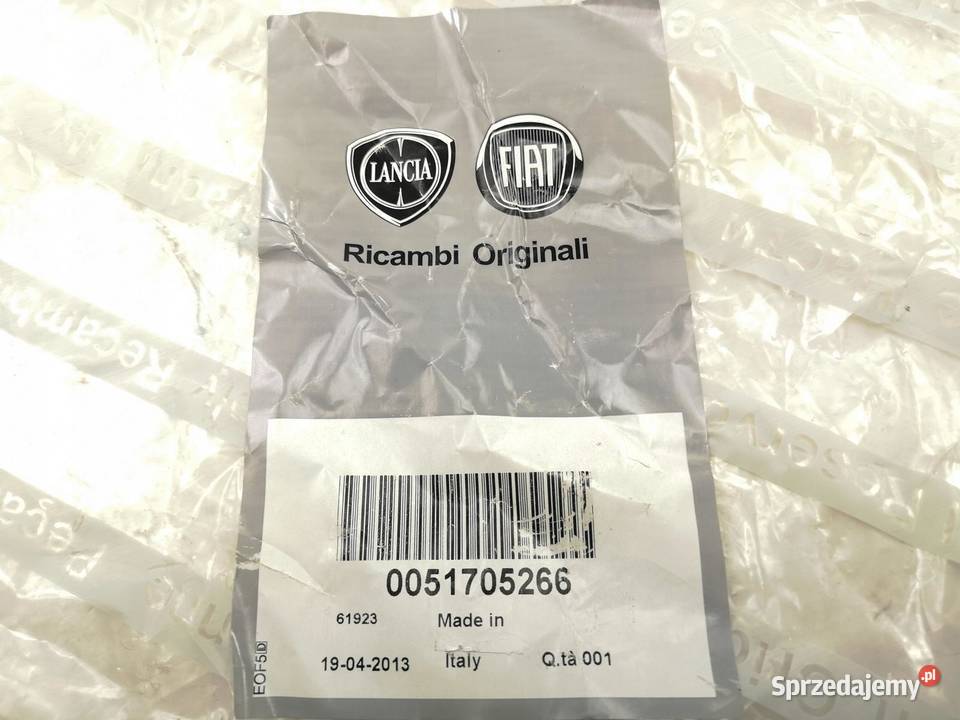 LANCIA
FIAT
Ricambi Originali
0051705266
61923
Made in
19-04-2013
Italy
Q.tà 001
EOF5D
Sprzedajemy.pl